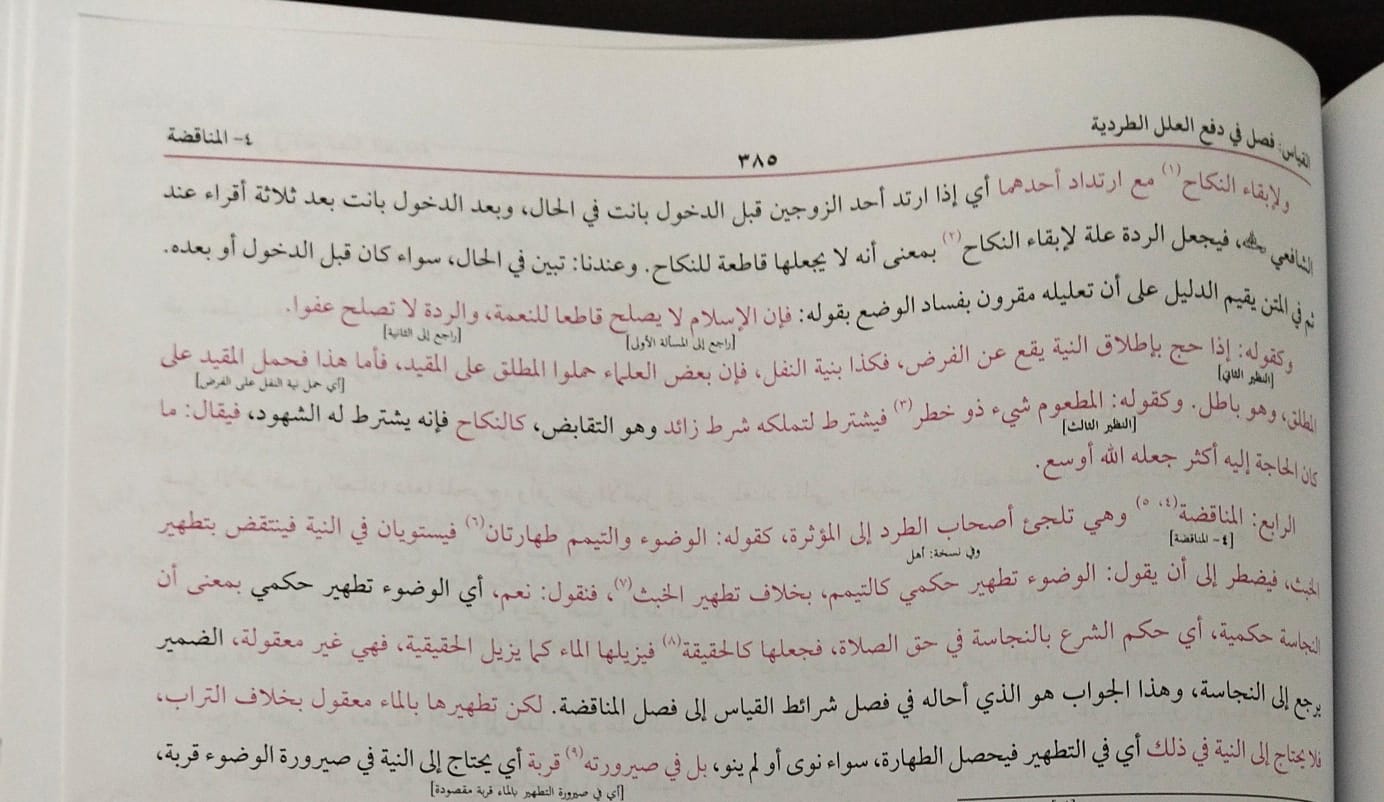 القياس: فصل في دفع العلل الطردية ٣٨٥ ٤- المناقضة
ولإبقاء النكاح(١) مع ارتداد أحدهما أي إذا ارتد أحد الزوجين قبل الدخول بانت في الحال، وبعد الدخول بانت بعد ثلاثة أقراء عند
الشافعي، فيجعل الردة علة لإبقاء النكاح(٢) بمعنى أنه لا يجعلها قاطعة للنكاح. وعندنا: تبين في الحال، سواء كان قبل الدخول أو بعده.
ثم في المتن يقيم الدليل على أن تعليله مقرون بفساد الوضع بقوله: فإن الإسلام لا يصلح قاطعا للنعمة، والردة لا تصلح عفوا.
[راجع إلى المسألة الأولى] [راجع إلى الثانية]
وكقوله: إذا حج بإطلاق النية يقع عن الفرض، فكذا بنية النفل، فإن بعض العلماء حملوا المطلق على المقيد، فأما هذا فحمل المقيد على
[النظير الثاني] [أي حمل نية النفل على الفرض]
المطلق، وهو باطل. وكقوله: المطعوم شيء ذو خطر(٣) فيشترط لتملكه شرط زائد وهو التقابض، كالنكاح فإنه يشترط له الشهود، فيقال: ما
[النظير الثالث]
كان الحاجة إليه أكثر جعله الله أوسع.
الرابع: المناقضة(٤، ٥) وهي تلجئ أصحاب الطرد إلى المؤثرة، كقوله: الوضوء والتيمم طهارتان(٦) فيستويان في النية فينتقض بتطهير
[٤- المناقضة] وفي نسخة: أهل
الخبث، فيضطر إلى أن يقول: الوضوء تطهير حكمي كالتيمم، بخلاف تطهير الخبث(٧)، فنقول: نعم، أي الوضوء تطهير حكمي بمعنى أن
النجاسة حكمية، أي حكم الشرع بالنجاسة في حق الصلاة، فجعلها كالحقيقة(٨) فيزيلها الماء كما يزيل الحقيقية، فهي غير معقولة، الضمير
يرجع إلى النجاسة، وهذا الجواب هو الذي أحاله في فصل شرائط القياس إلى فصل المناقضة. لكن تطهيرها بالماء معقول بخلاف التراب،
فلا يحتاج إلى النية في ذلك أي في التطهير فيحصل الطهارة، سواء نوى أو لم ينو، بل في صيرورته(٩) قربة أي يحتاج إلى النية في صيرورة الوضوء قربة،
[أي في صيرورة التطهير بالماء قربة مقصودة]